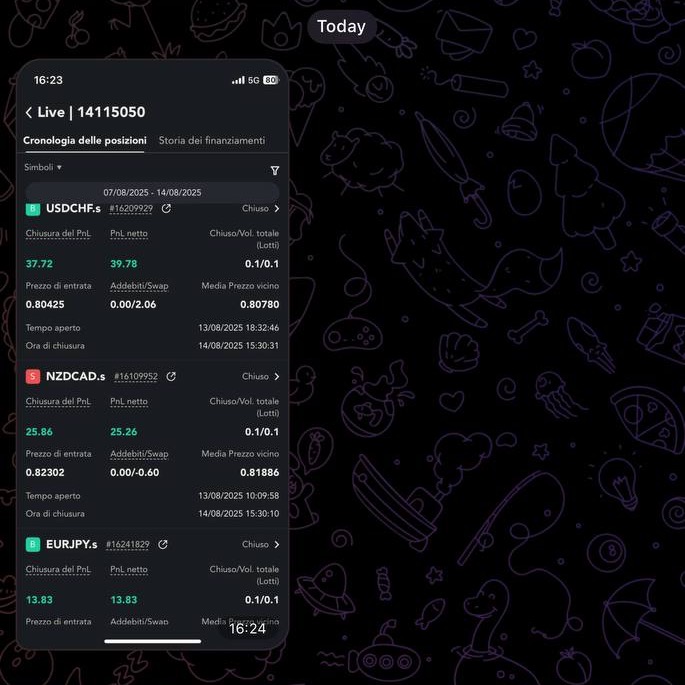 Today
16:23 5G 80
Live | 14115050
Cronologia delle posizioni Storia dei finanziamenti
Simboli
07/08/2025 - 14/08/2025
B USDCHF.s #16209929 Chiuso
Chiusura del PnL PnL netto Chiuso/Vol. totale
(Lotti)
37.72 39.78 0.1/0.1
Prezzo di entrata Addebiti/Swap Media Prezzo vicino
0.80425 0.00/2.06 0.80780
Tempo aperto 13/08/2025 18:32:46
Ora di chiusura 14/08/2025 15:30:31
S NZDCAD.s #16109952 Chiuso
Chiusura del PnL PnL netto Chiuso/Vol. totale
(Lotti)
25.86 25.26 0.1/0.1
Prezzo di entrata Addebiti/Swap Media Prezzo vicino
0.82302 0.00/-0.60 0.81886
Tempo aperto 13/08/2025 10:09:58
Ora di chiusura 14/08/2025 15:30:10
B EURJPY.s #16241829 Chiuso
Chiusura del PnL PnL netto Chiuso/Vol. totale
(Lotti)
13.83 13.83 0.1/0.1
Prezzo di entrata Addebiti/Swap Media Prezzo vicino
16:24